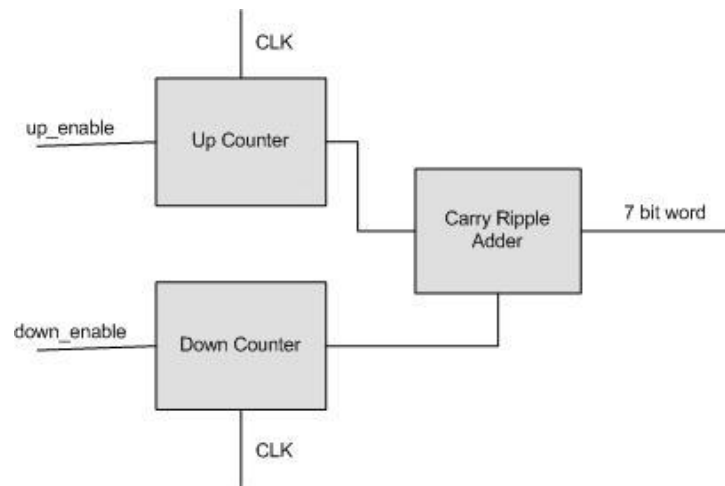 CLK
up_enable
Up Counter
Carry Ripple
Adder
7 bit word
down_enable
Down Counter
CLK